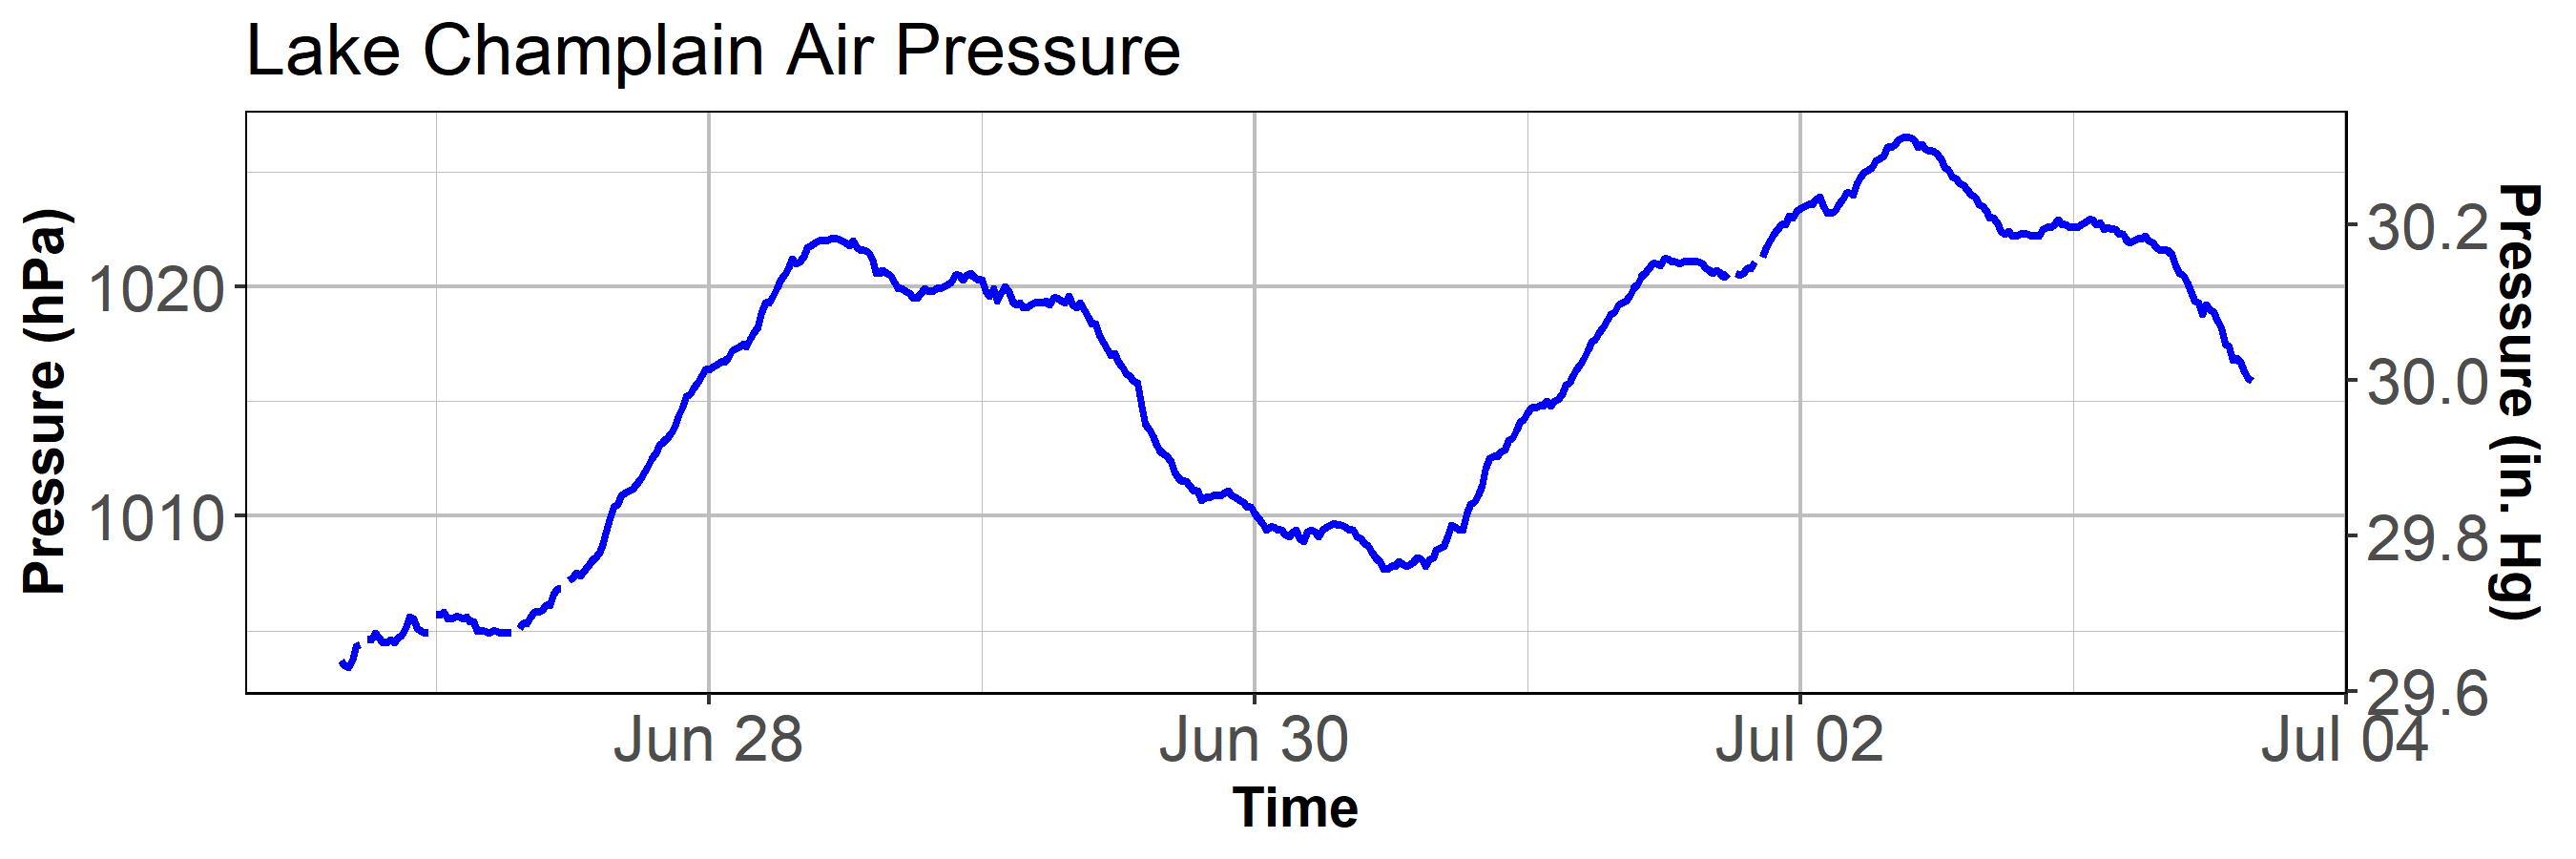 Lake Champlain Air Pressure
Pressure (hPa)
1020
1010
30.2
30.0
29.8
29.6
Pressure (in. Hg)
Jun 28 Jun 30 Jul 02 Jul 04
Time